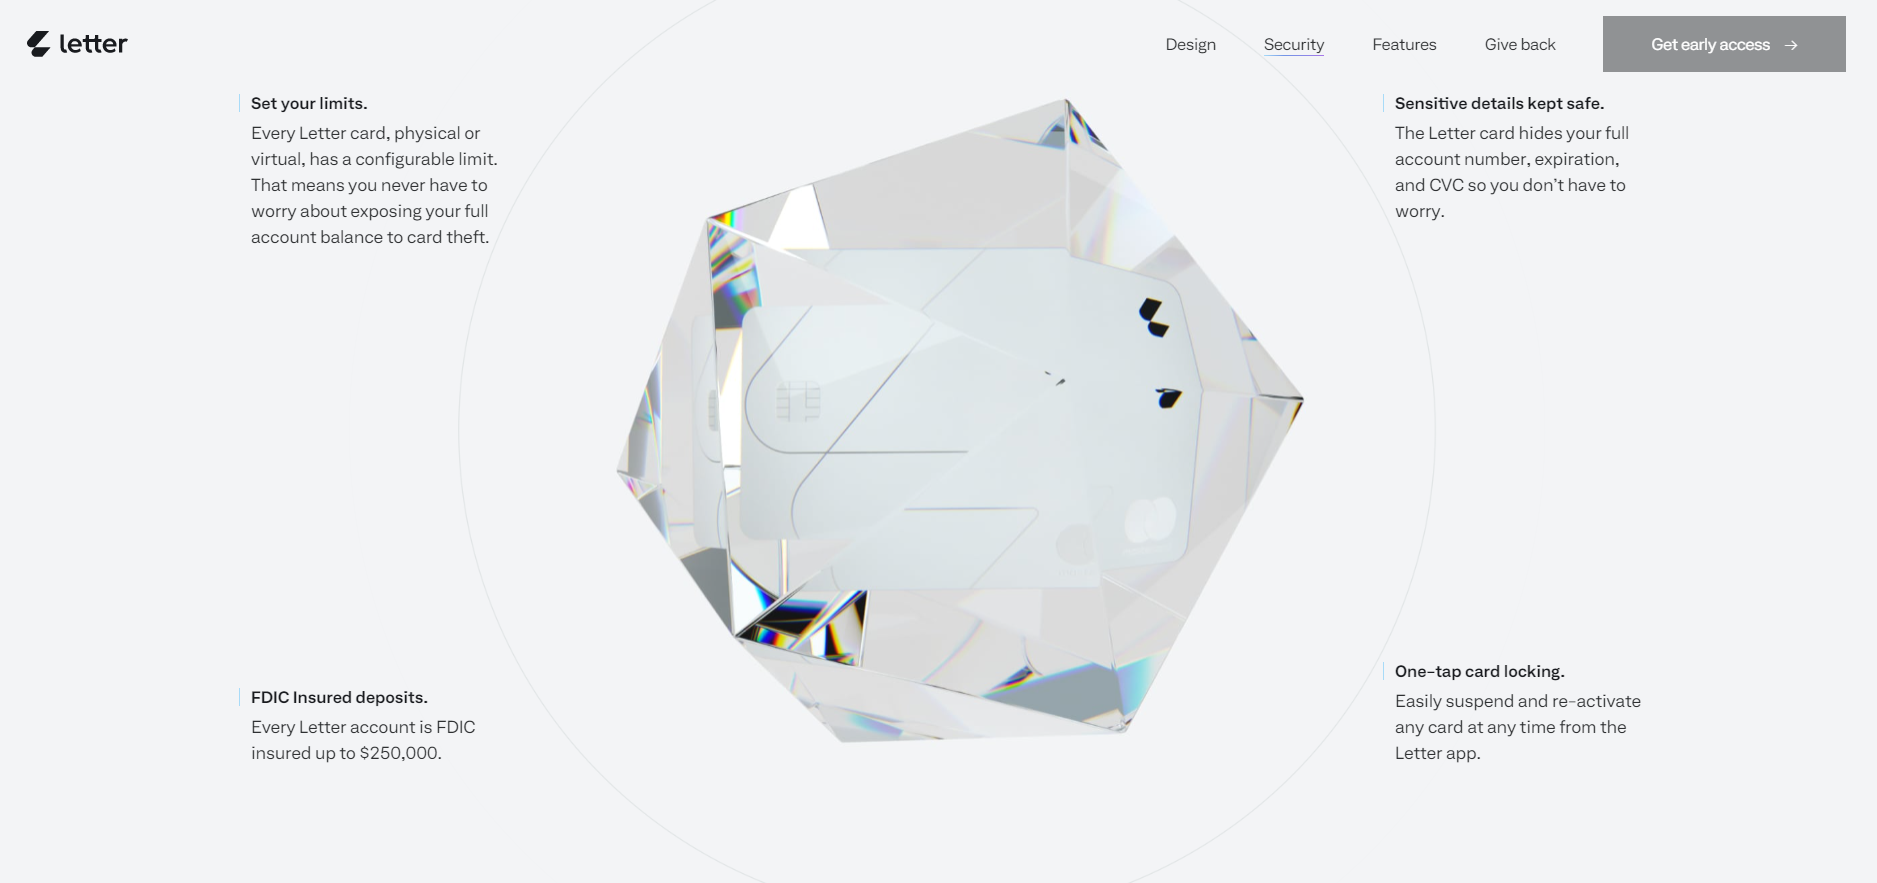 letter
Design
Security
Features
Give back
Get early access →
Set your limits.
Every Letter card, physical or
virtual, has a configurable limit.
That means you never have to
worry about exposing your full
account balance to card theft.
Sensitive details kept safe.
The Letter card hides your full
account number, expiration,
and CVC so you don’t have to
worry.
FDIC Insured deposits.
Every Letter account is FDIC
insured up to $250,000.
One-tap card locking.
Easily suspend and re-activate
any card at any time from the
Letter app.